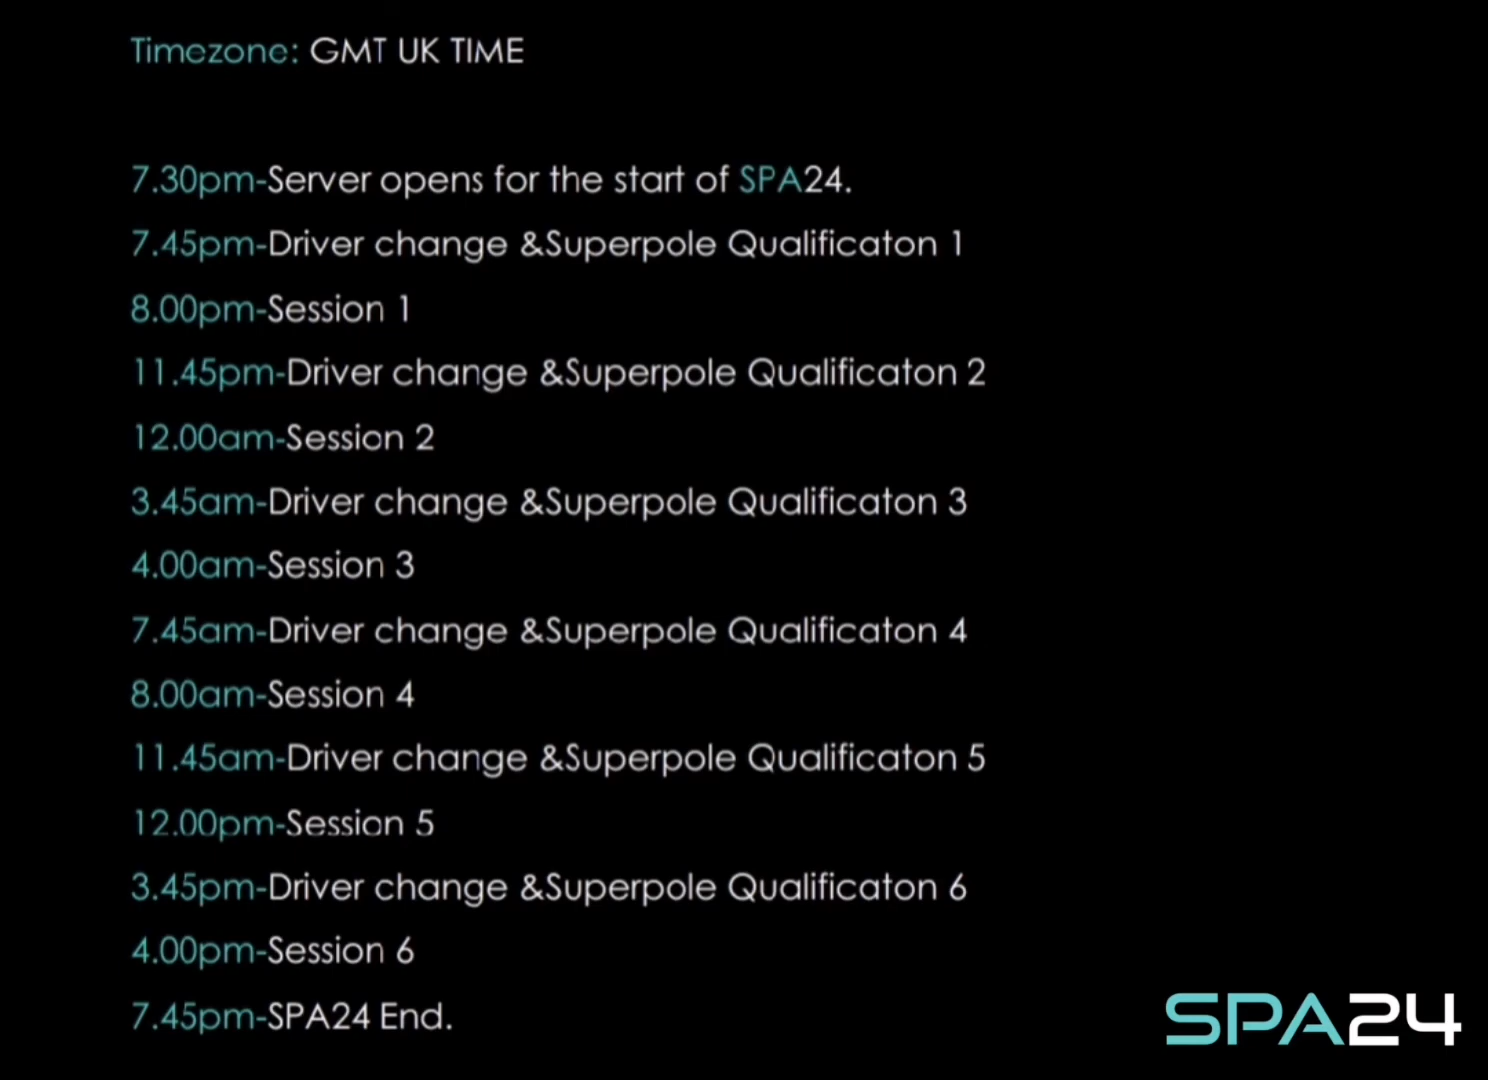 Timezone: GMT UK TIME
7.30pm-Server opens for the start of SPA24.
7.45pm-Driver change &Superpole Qualificaton 1
8.00pm-Session 1
11.45pm-Driver change &Superpole Qualificaton 2
12.00am-Session 2
3.45am-Driver change &Superpole Qualificaton 3
4.00am-Session 3
7.45am-Driver change &Superpole Qualificaton 4
8.00am-Session 4
11.45am-Driver change &Superpole Qualificaton 5
12.00pm-Session 5
3.45pm-Driver change &Superpole Qualificaton 6
4.00pm-Session 6
7.45pm-SPA24 End.
SPA24